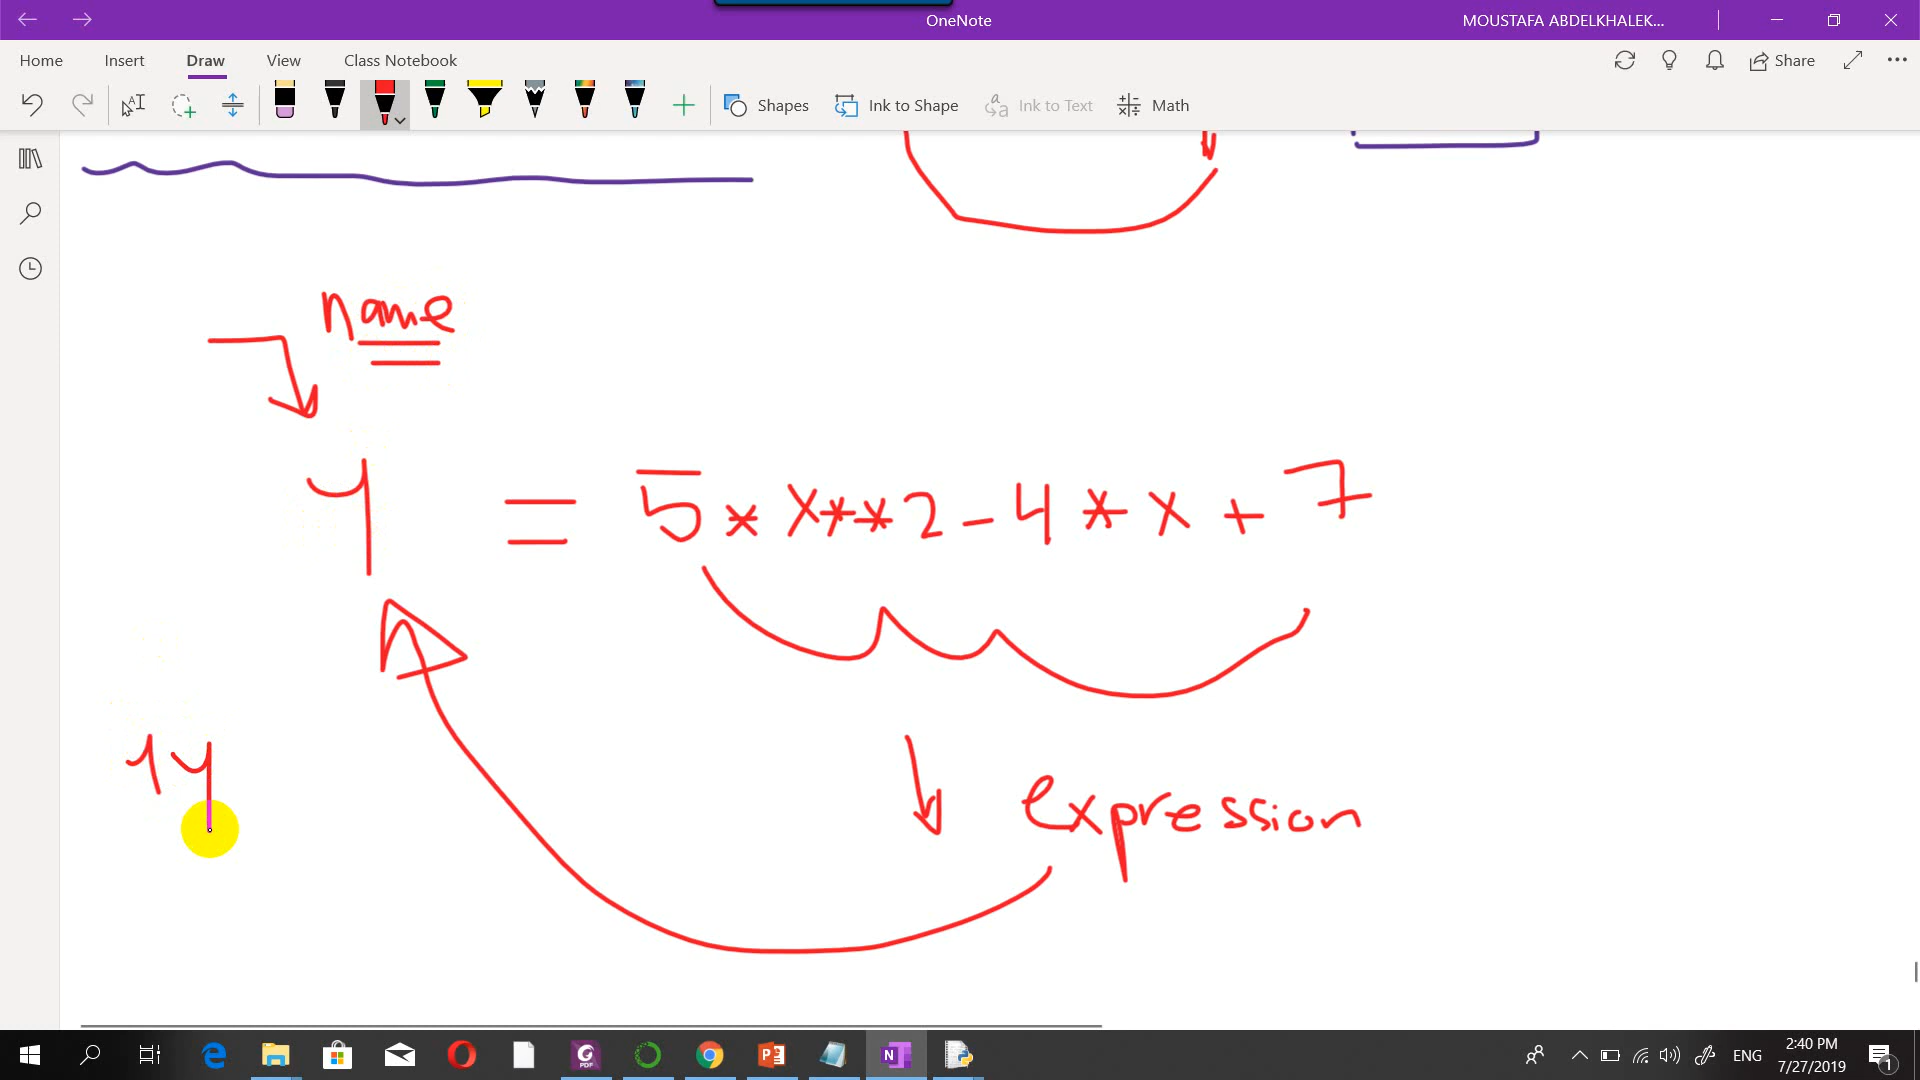 OneNote
MOUSTAFA ABDELKHALEK...
Home Insert Draw View Class Notebook Share
Shapes Ink to Shape Ink to Text Math
name
y = 5 * x**2 - 4 * x + 7
1y
expression
ENG
2:40 PM
7/27/2019
1